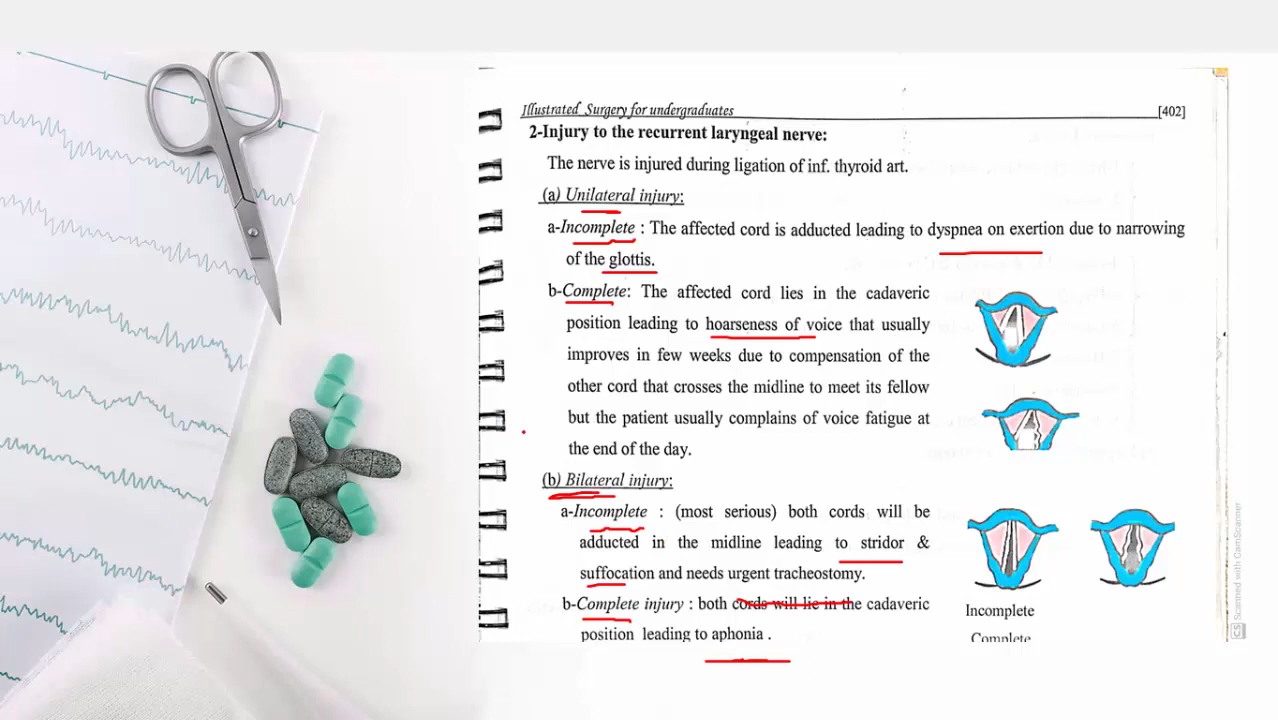 Illustrated Surgery for undergraduates [402]
2-Injury to the recurrent laryngeal nerve:
The nerve is injured during ligation of inf. thyroid art.
(a) Unilateral injury:
a-Incomplete : The affected cord is adducted leading to dyspnea on exertion due to narrowing
of the glottis.
b-Complete: The affected cord lies in the cadaveric
position leading to hoarseness of voice that usually
improves in few weeks due to compensation of the
other cord that crosses the midline to meet its fellow
but the patient usually complains of voice fatigue at
the end of the day.
(b) Bilateral injury:
a-Incomplete : (most serious) both cords will be
adducted in the midline leading to stridor &
suffocation and needs urgent tracheostomy.
b-Complete injury : both cords will lie in the cadaveric
position leading to aphonia .
Incomplete
Complete
CS Scanned with CamScanner